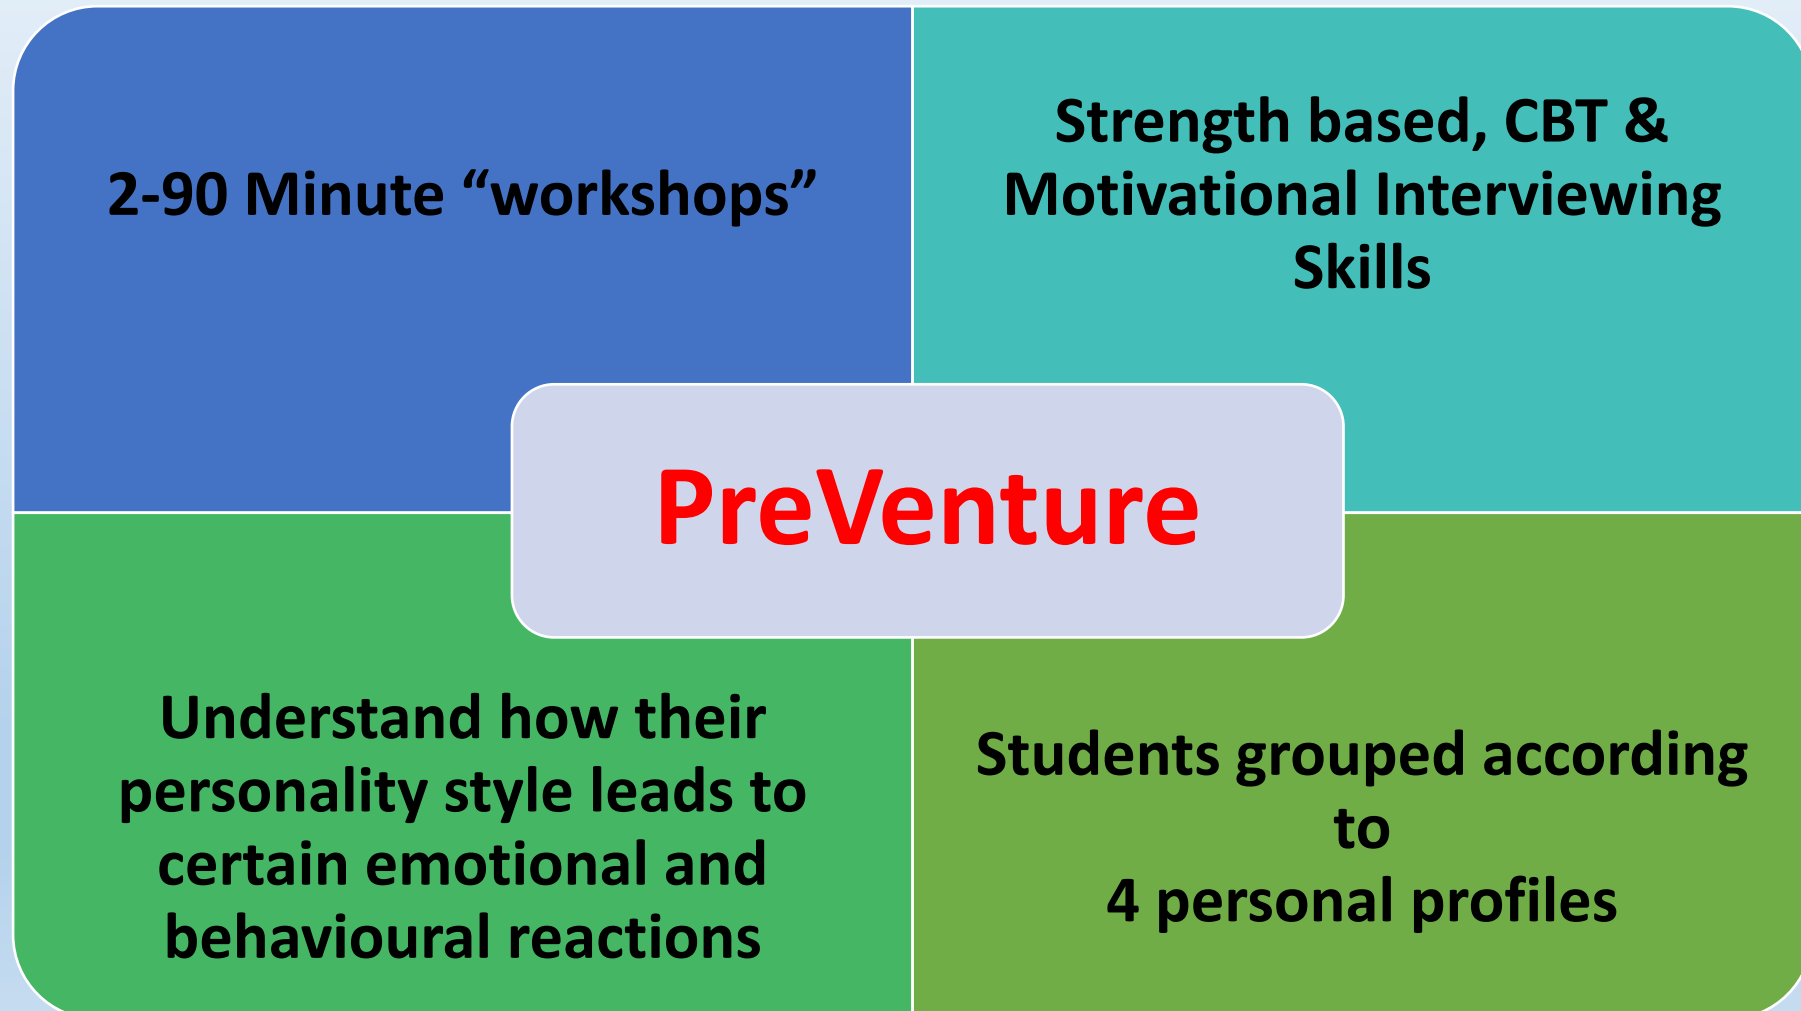 2-90 Minute “workshops”
Strength based, CBT &
Motivational Interviewing
Skills
PreVenture
Understand how their
personality style leads to
certain emotional and
behavioural reactions
Students grouped according
to
4 personal profiles